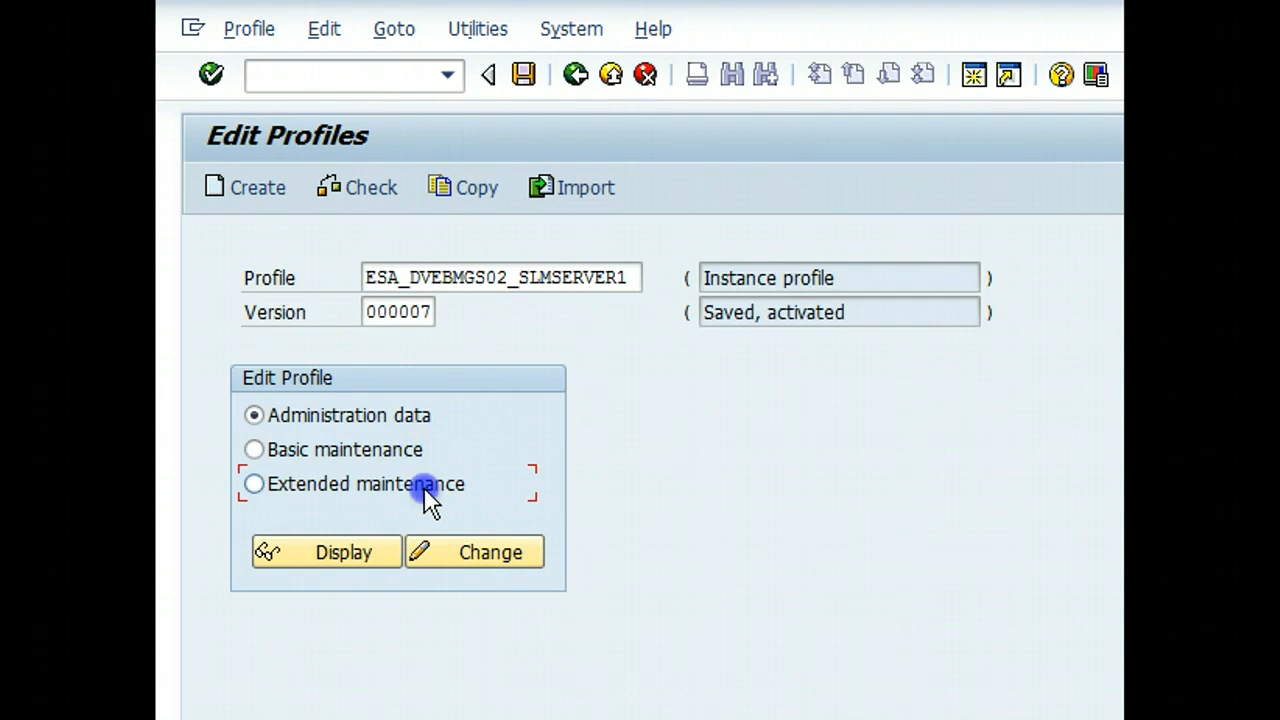 Profile Edit Goto Utilities System Help
Edit Profiles
Create Check Copy Import
Profile ESA_DVEBMGS02_SLMSERVER1 ( Instance profile )
Version 000007 ( Saved, activated )
Edit Profile
Administration data
Basic maintenance
Extended maintenance
Display Change